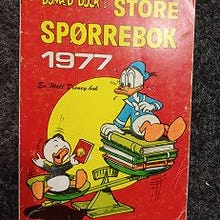 DONALD DUCK's STORE
SPØRREBOK
1977
En Walt Disney-bok